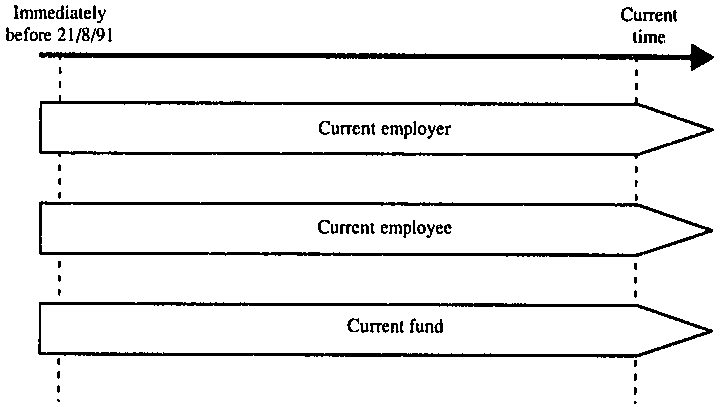 Immediately
before 21/8/91
Current
time
Current employer
Current employee
Current fund